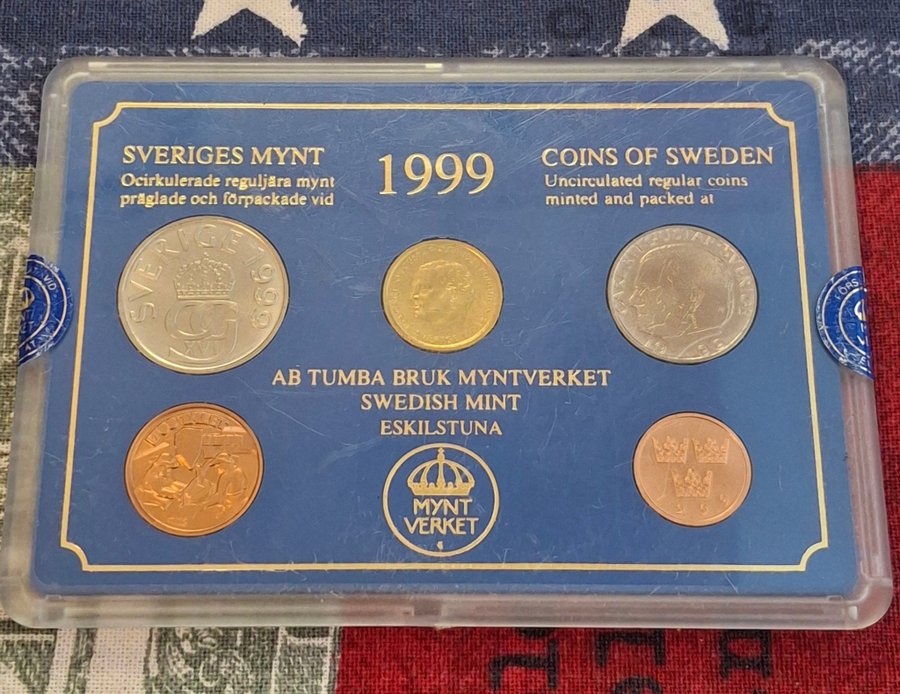 SVERIGES MYNT
Ocirkulerade reguljära mynt
präglade och förpackade vid
1999
COINS OF SWEDEN
Uncirculated regular coins
minted and packed at
SVERIGE 1999
AB TUMBA BRUK MYNTVERKET
SWEDISH MINT
ESKILSTUNA
MYNT
VERKET